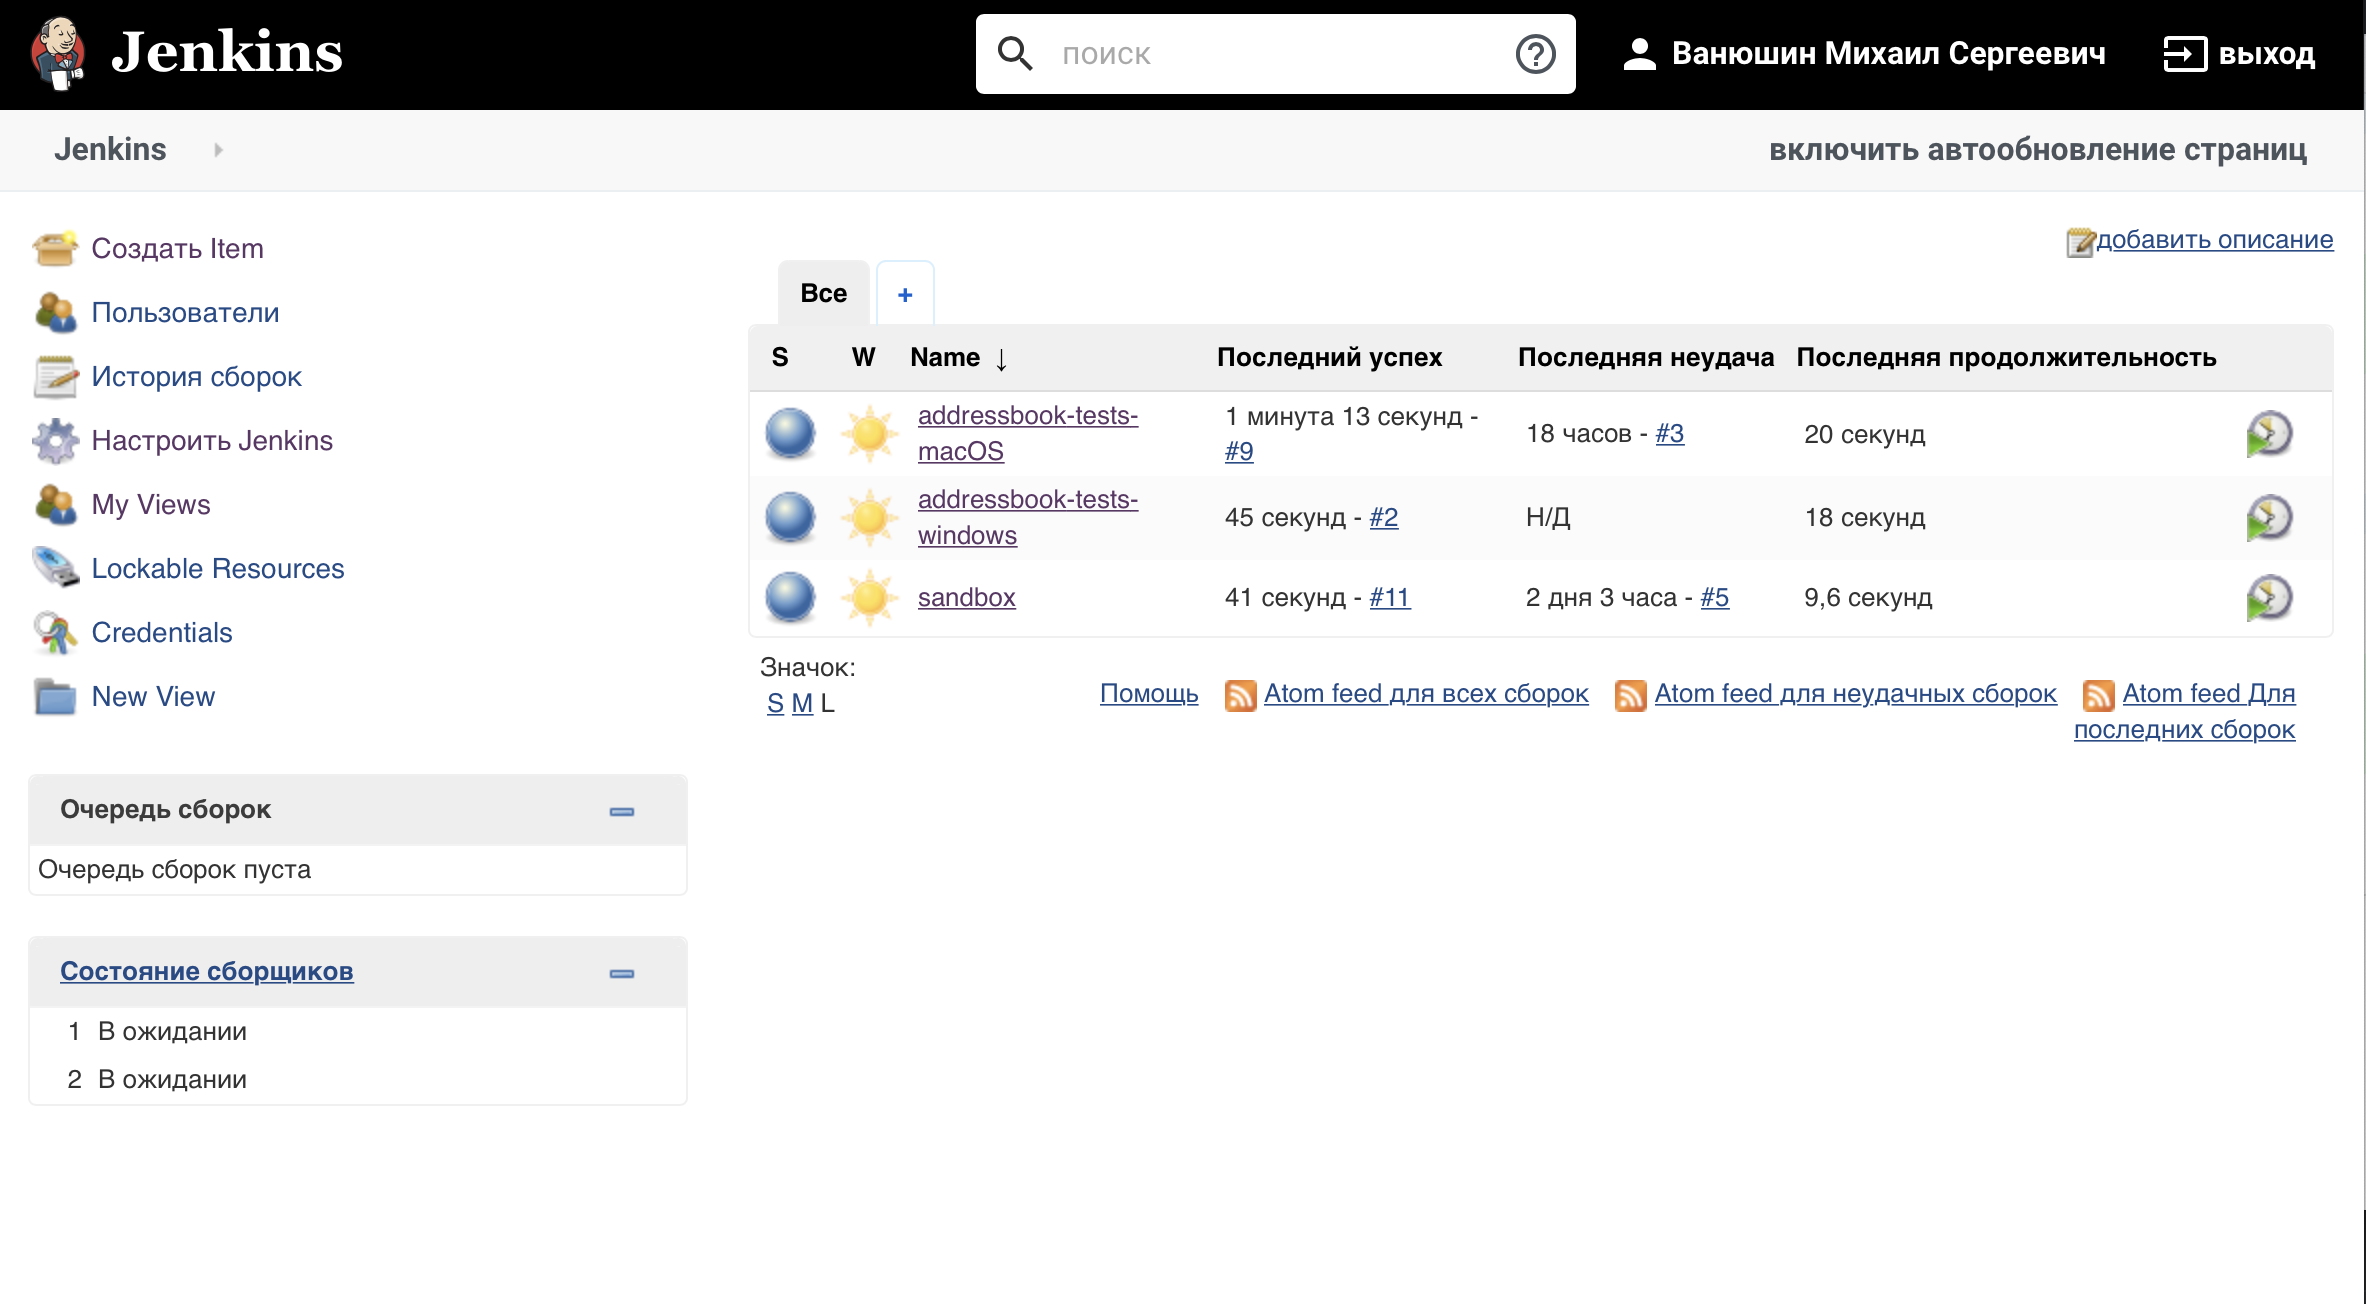 Jenkins
поиск
Ванюшин Михаил Сергеевич
выход
Jenkins
включить автообновление страниц
Создать Item
Пользователи
История сборок
Настроить Jenkins
My Views
Lockable Resources
Credentials
New View
Очередь сборок
Очередь сборок пуста
Состояние сборщиков
1 В ожидании
2 В ожидании
добавить описание
Все +
S W Name ↓ Последний успех Последняя неудача Последняя продолжительность
addressbook-tests-
macOS
1 минута 13 секунд -
#9
18 часов - #3
20 секунд
addressbook-tests-
windows
45 секунд - #2
Н/Д
18 секунд
sandbox
41 секунд - #11
2 дня 3 часа - #5
9,6 секунд
Значок:
S M L
Помощь
Atom feed для всех сборок
Atom feed для неудачных сборок
Atom feed Для
последних сборок